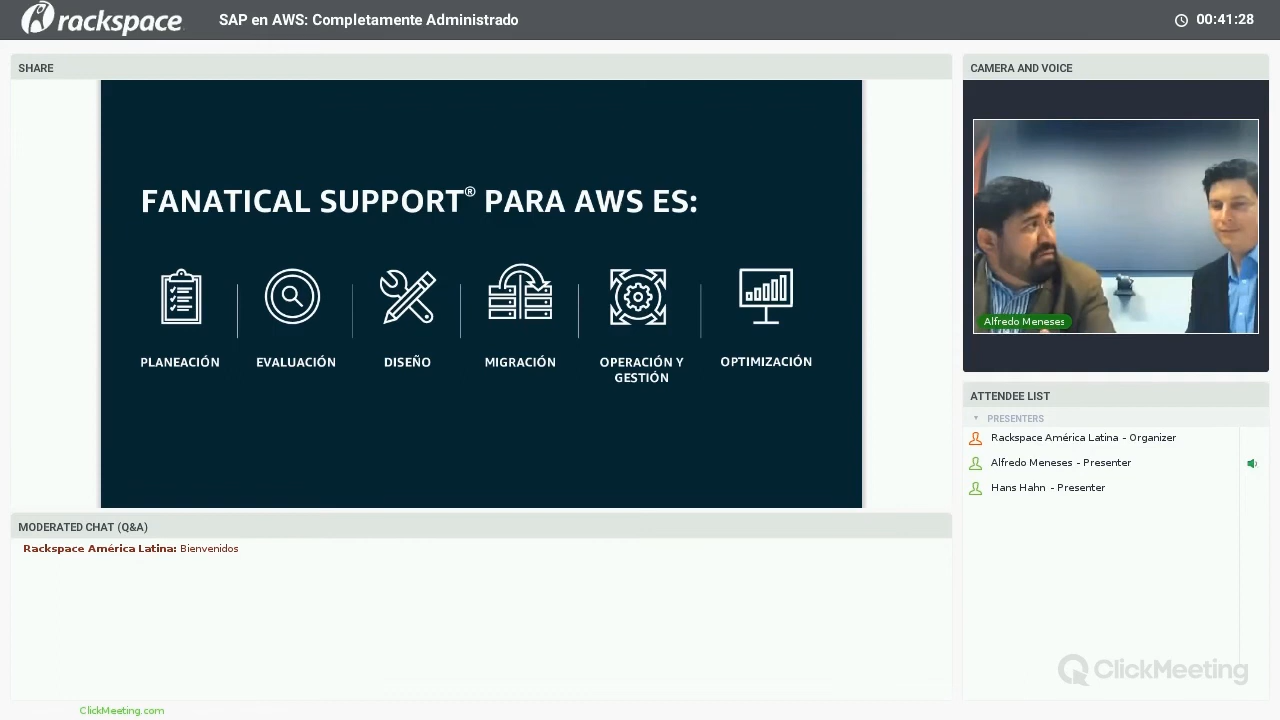 rackspace
SAP en AWS: Completamente Administrado
00:41:28
SHARE
FANATICAL SUPPORT® PARA AWS ES:
PLANEACIÓN
EVALUACIÓN
DISEÑO
MIGRACIÓN
OPERACIÓN Y
GESTIÓN
OPTIMIZACIÓN
MODERATED CHAT (Q&A)
Rackspace América Latina: Bienvenidos
CAMERA AND VOICE
Alfredo Meneses
ATTENDEE LIST
PRESENTERS
Rackspace América Latina - Organizer
Alfredo Meneses - Presenter
Hans Hahn - Presenter
ClickMeeting
ClickMeeting.com